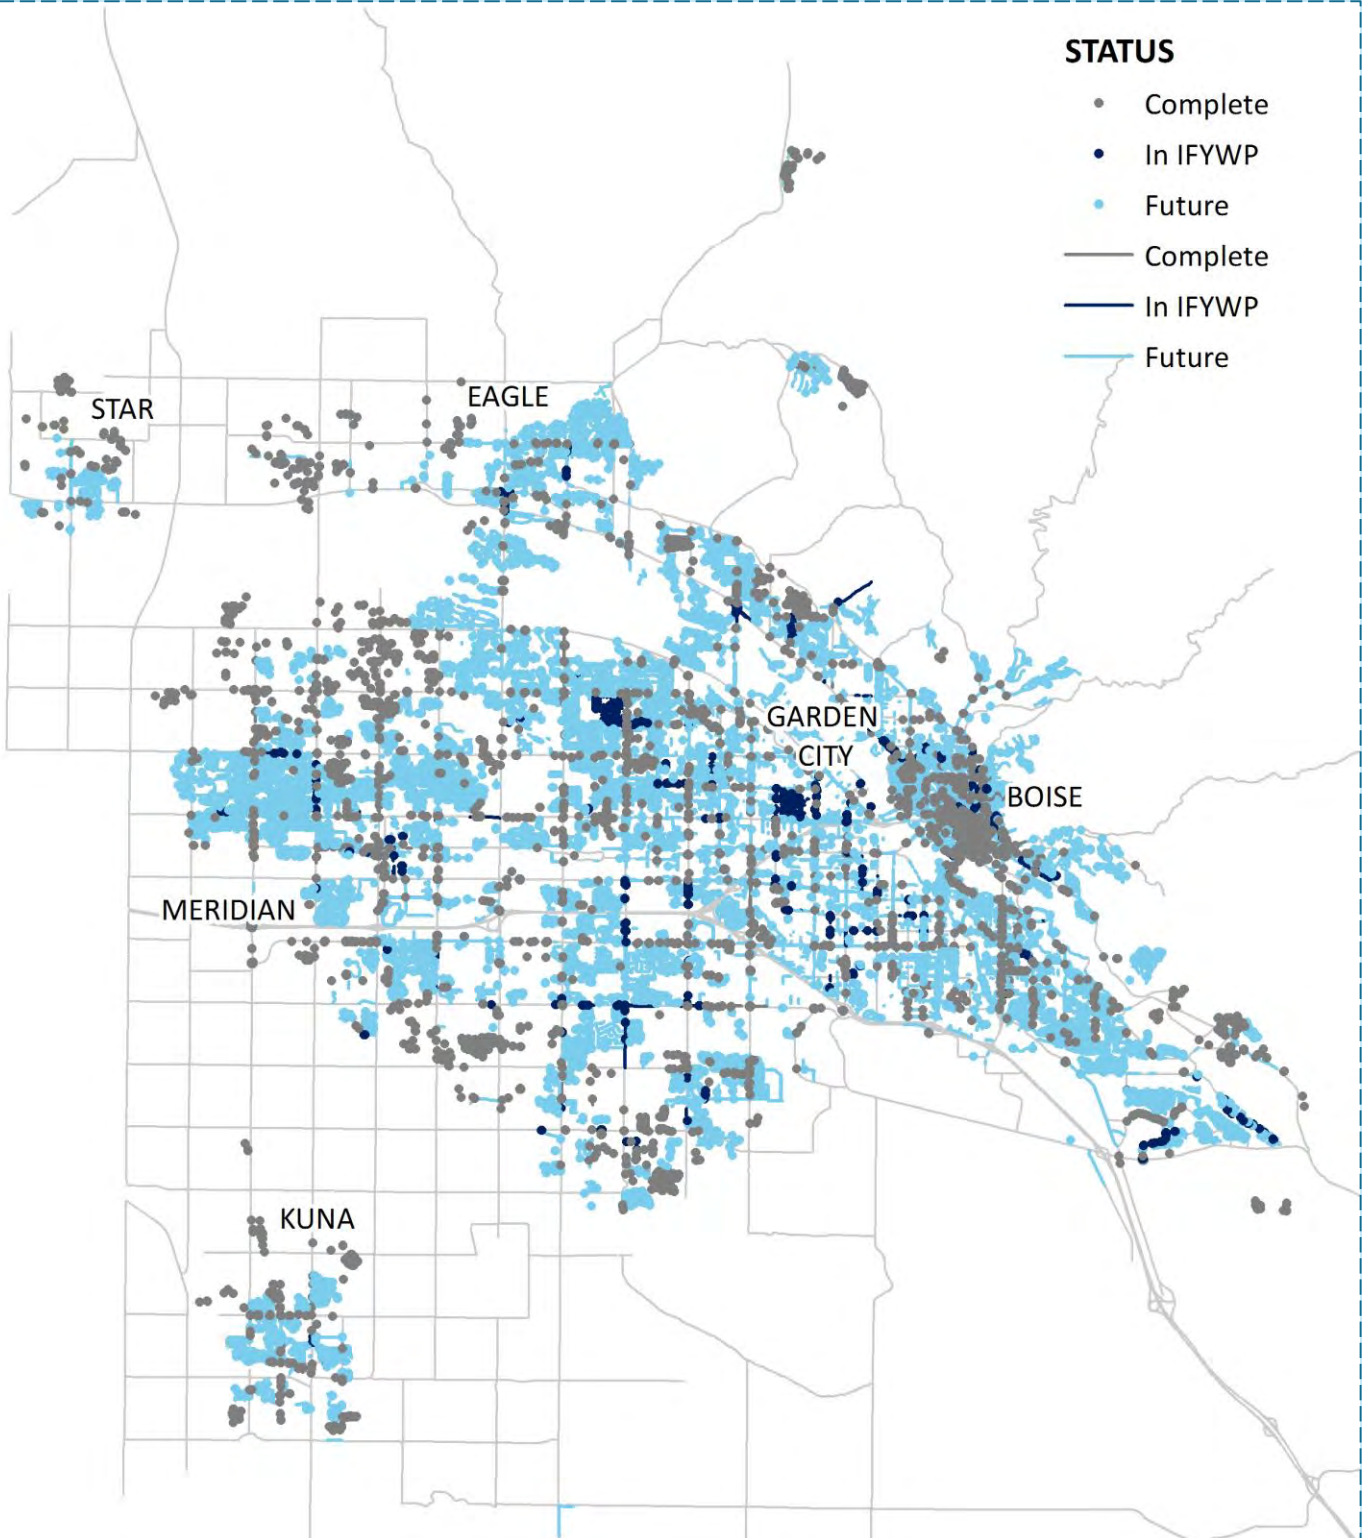 STATUS
Complete
In IFYWP
Future
Complete
In IFYWP
Future
STAR
EAGLE
GARDEN
CITY
BOISE
MERIDIAN
KUNA